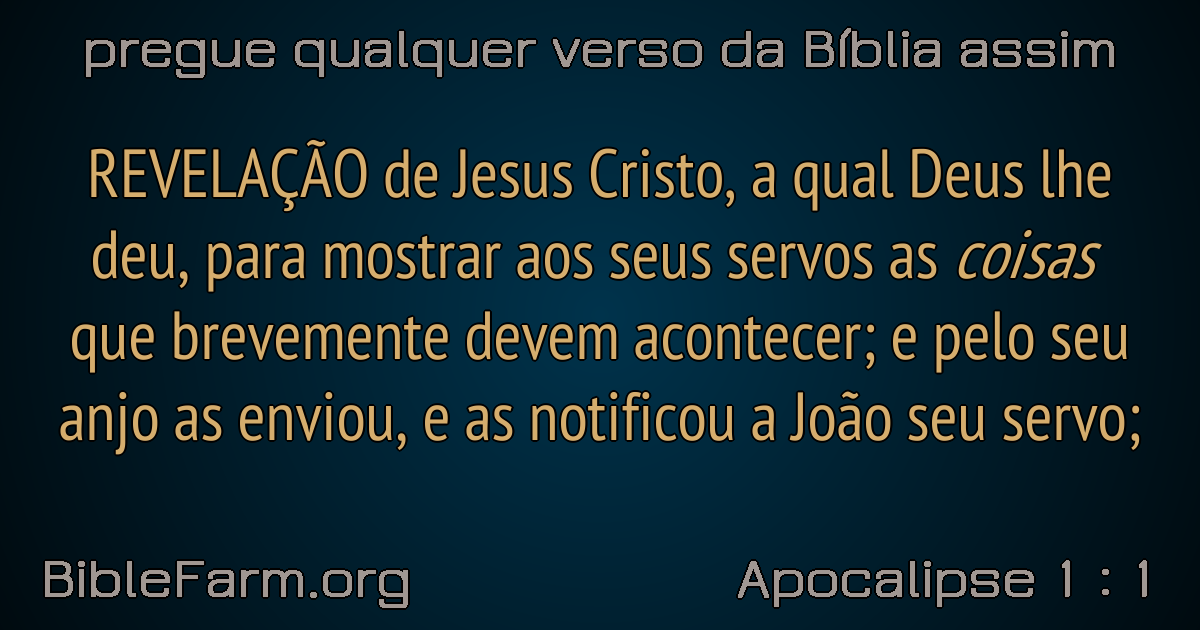 pregue qualquer verso da Bíblia assim
REVELAÇÃO de Jesus Cristo, a qual Deus lhe
deu, para mostrar aos seus servos as coisas
que brevemente devem acontecer; e pelo seu
anjo as enviou, e as notificou a João seu servo;
BibleFarm.org
Apocalipse 1 : 1